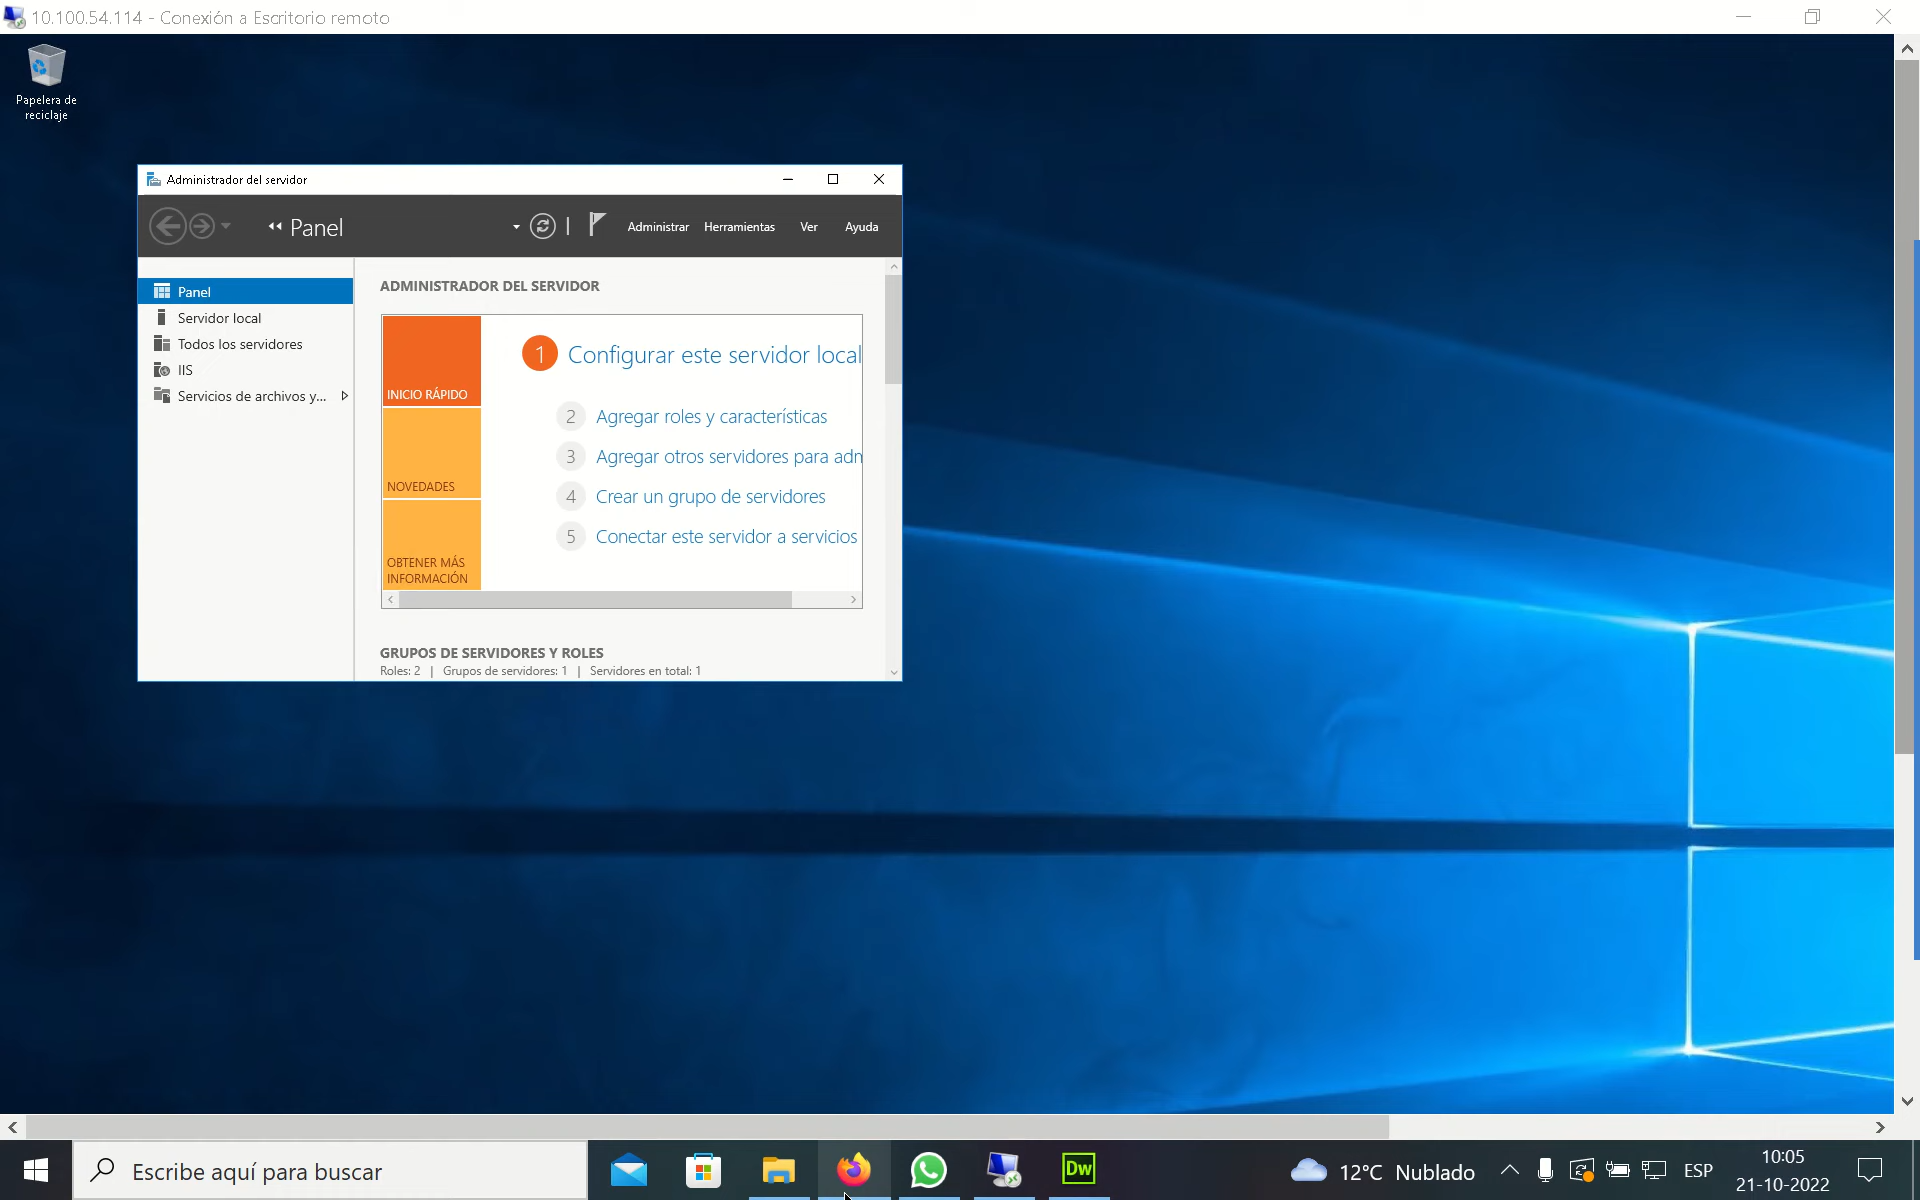 10.100.54.114 - Conexión a Escritorio remoto
Papelera de
reciclaje
Administrador del servidor
Panel
Administrar
Herramientas
Ver
Ayuda
Panel
Servidor local
Todos los servidores
IIS
Servicios de archivos y...
ADMINISTRADOR DEL SERVIDOR
INICIO RÁPIDO
NOVEDADES
OBTENER MÁS
INFORMACIÓN
1 Configurar este servidor local
2 Agregar roles y características
3 Agregar otros servidores para adn
4 Crear un grupo de servidores
5 Conectar este servidor a servicios
GRUPOS DE SERVIDORES Y ROLES
Roles: 2 | Grupos de servidores: 1 | Servidores en total: 1
Escribe aquí para buscar
Dw
12°C Nublado
ESP
10:05
21-10-2022